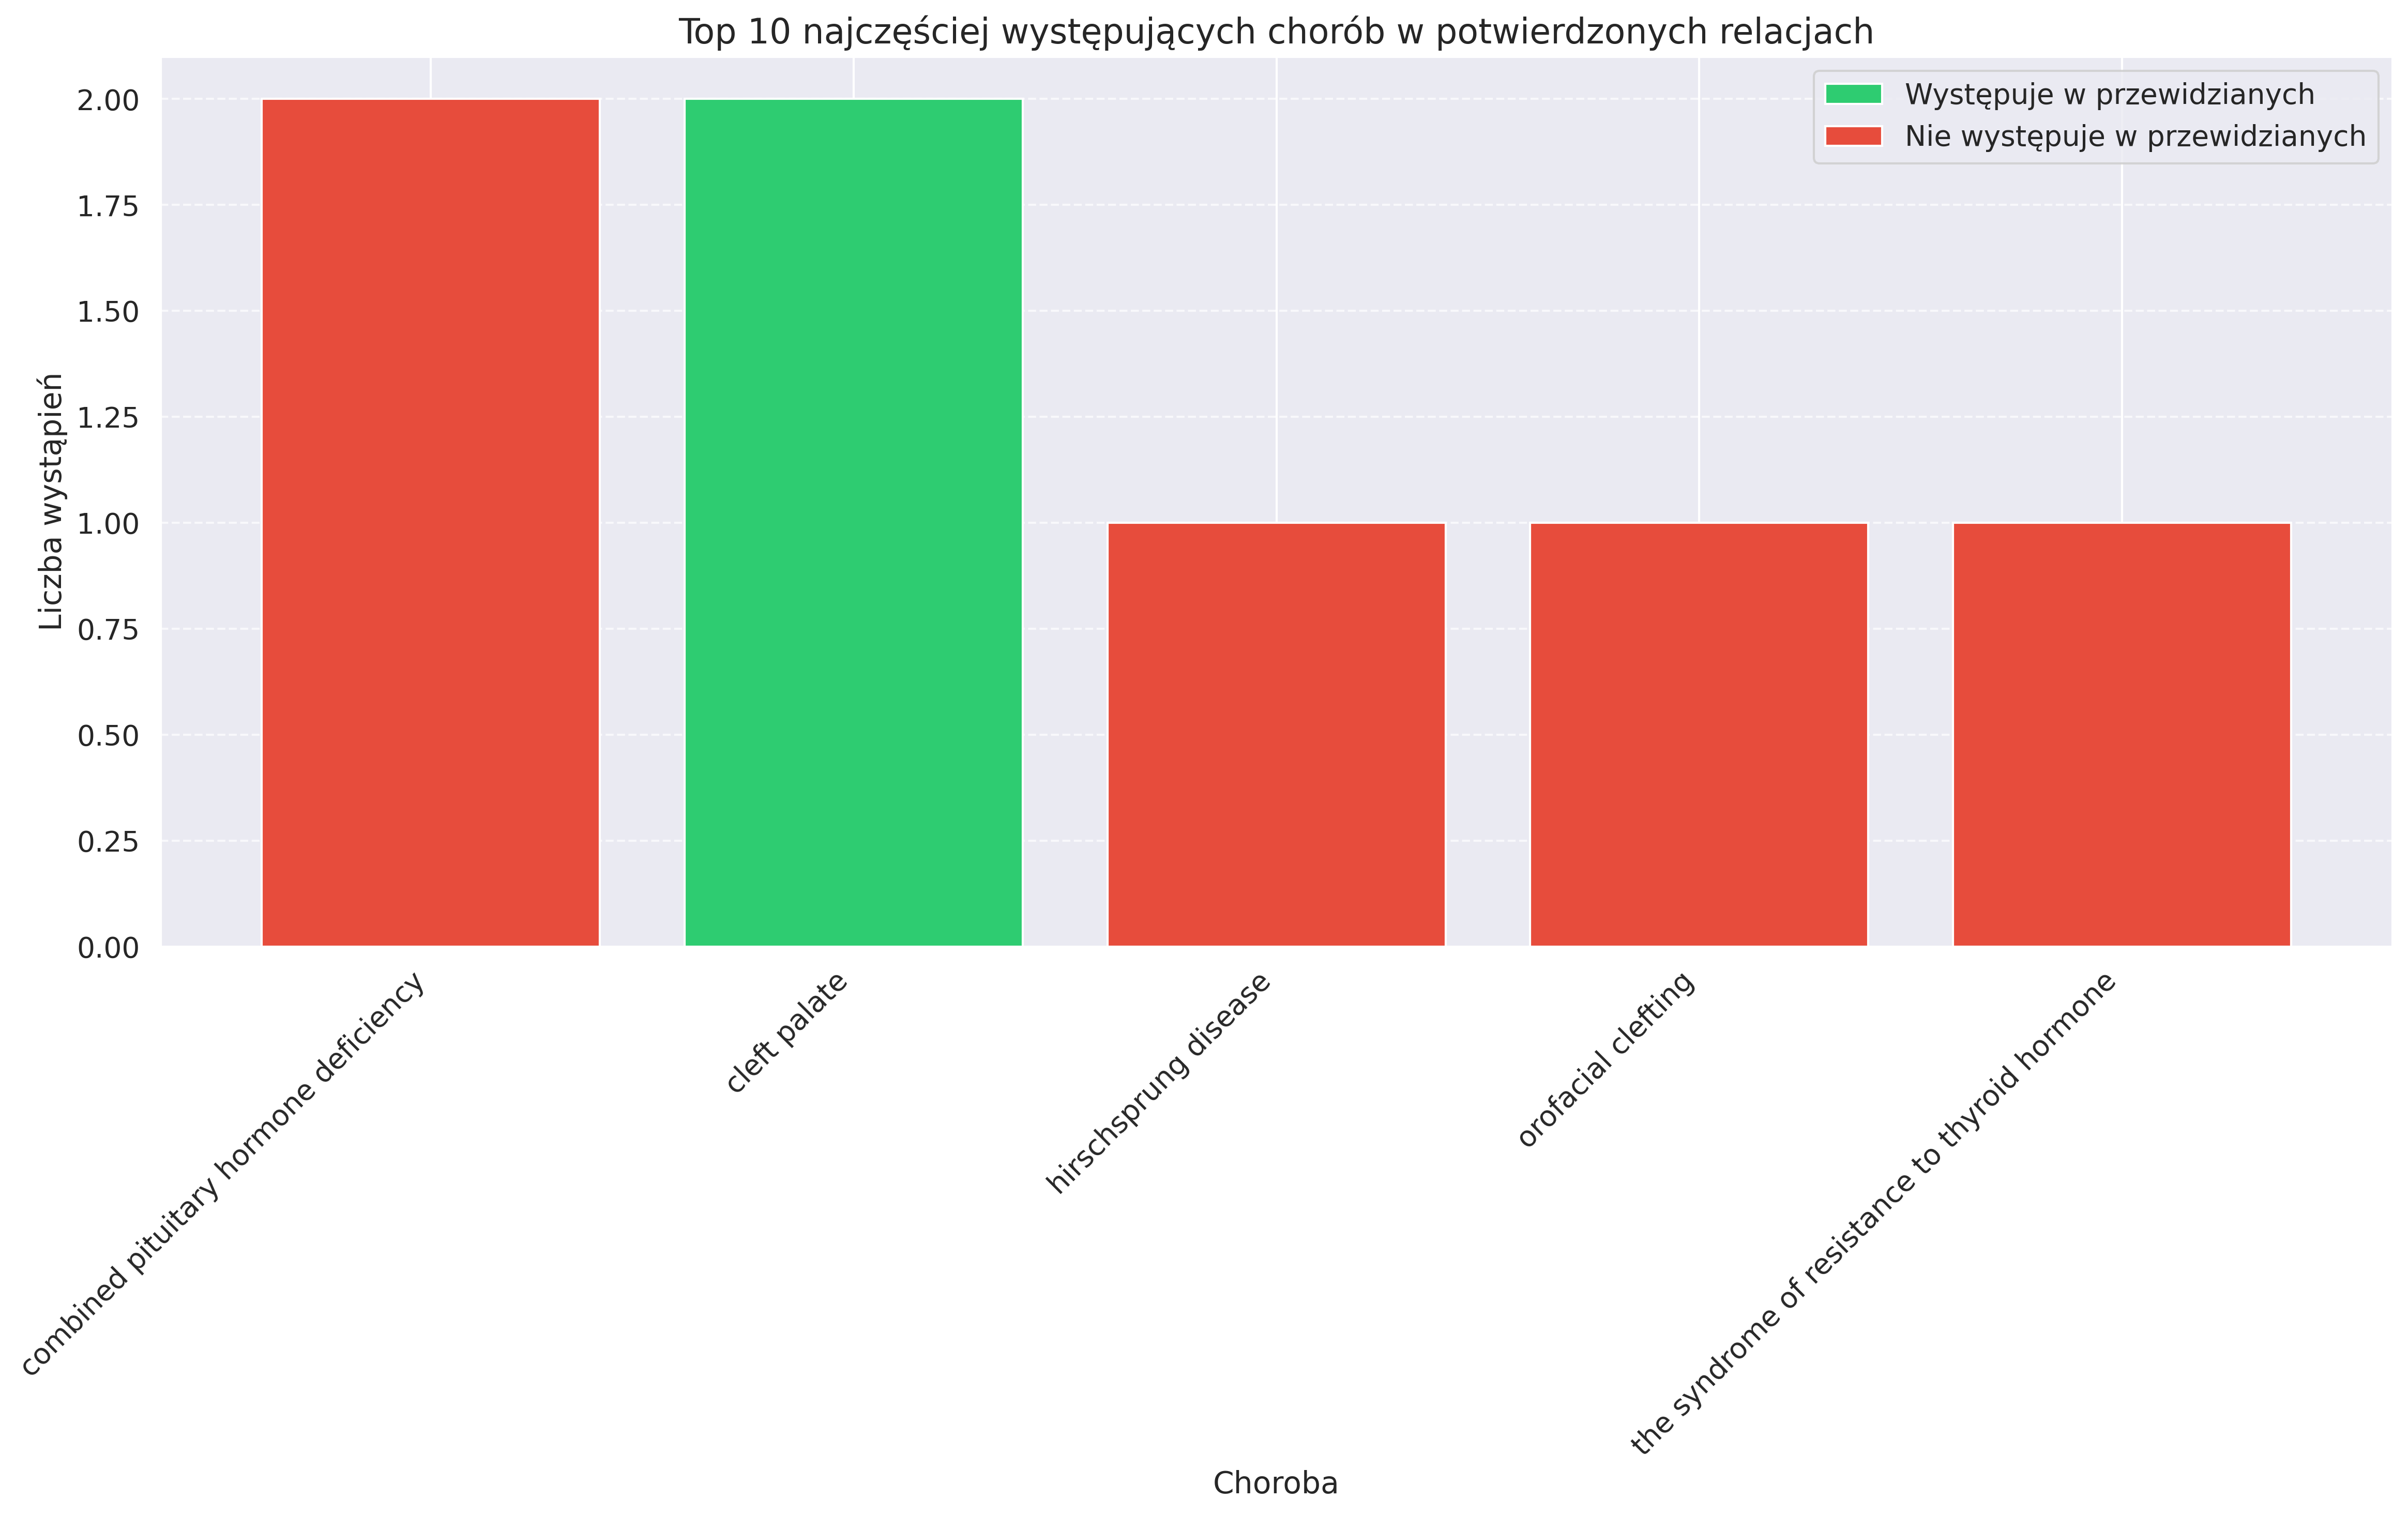 Top 10 najczęściej występujących chorób w potwierdzonych relacjach
Występuje w przewidzianych
Nie występuje w przewidzianych
Liczba wystąpień
2.00
1.75
1.50
1.25
1.00
0.75
0.50
0.25
0.00
combined pituitary hormone deficiency
cleft palate
hirschsprung disease
orofacial clefting
the syndrome of resistance to thyroid hormone
Choroba